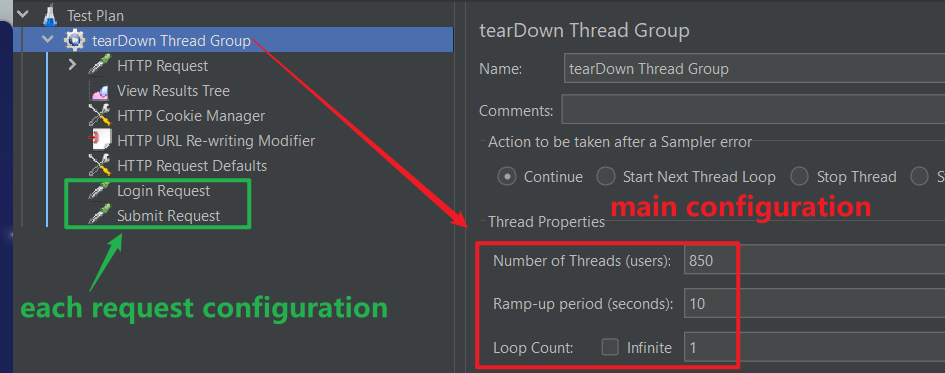 Test Plan
tearDown Thread Group
HTTP Request
View Results Tree
HTTP Cookie Manager
HTTP URL Re-writing Modifier
HTTP Request Defaults
Login Request
Submit Request
each request configuration
tearDown Thread Group
Name: tearDown Thread Group
Comments:
Action to be taken after a Sampler error
Continue Start Next Thread Loop Stop Thread S
main configuration
Thread Properties
Number of Threads (users): 850
Ramp-up period (seconds): 10
Loop Count: Infinite 1